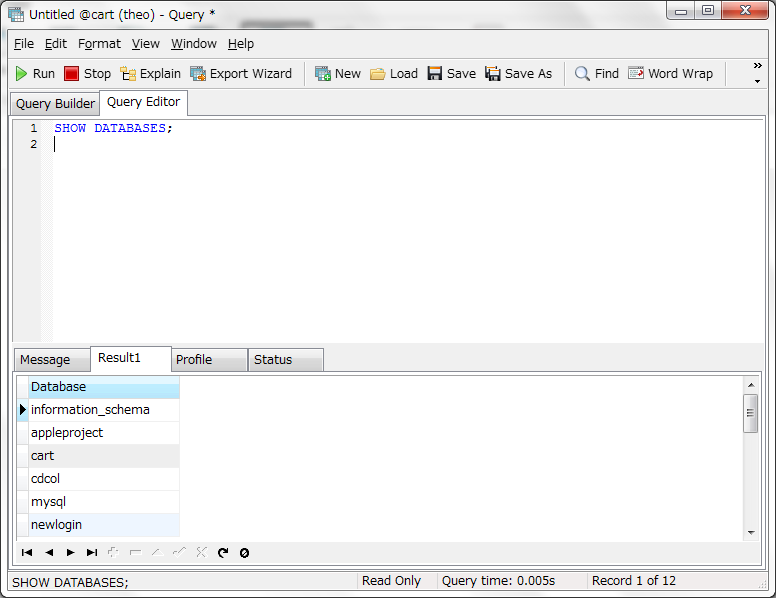 Untitled @cart (theo) - Query *
File Edit Format View Window Help
Run Stop Explain Export Wizard New Load Save Save As Find Word Wrap
Query Builder Query Editor
1 SHOW DATABASES;
2
Message Result1 Profile Status
Database
information_schema
appleproject
cart
cdcol
mysql
newlogin
SHOW DATABASES; Read Only Query time: 0.005s Record 1 of 12